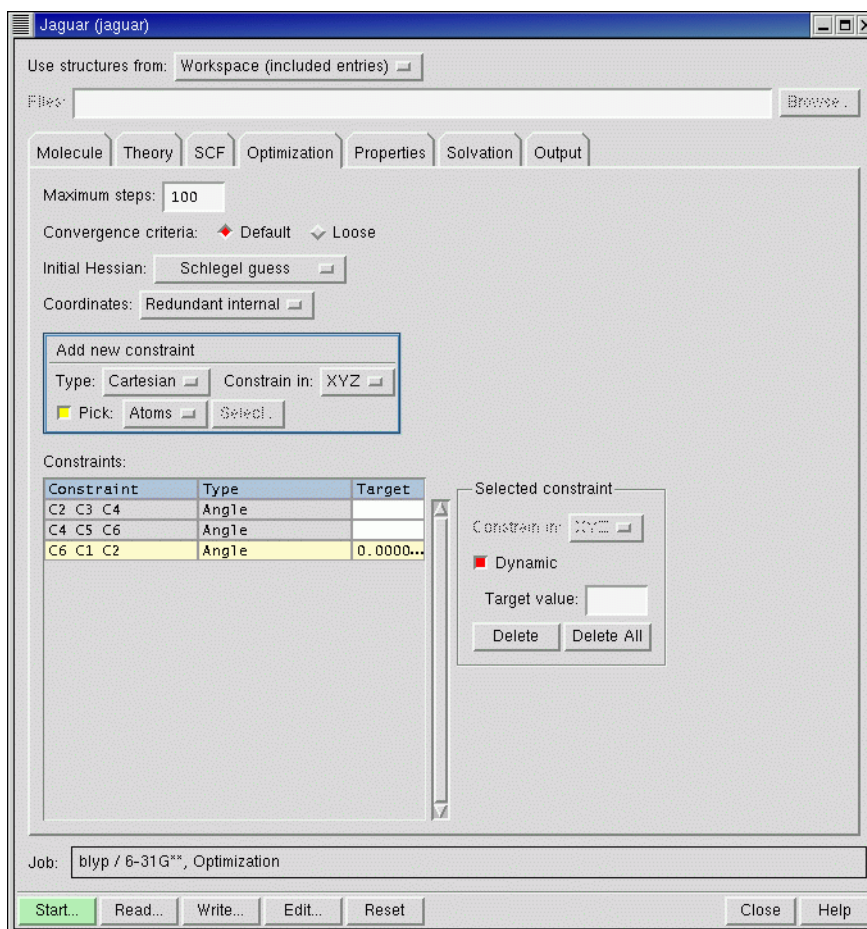 Jaguar (jaguar)
Use structures from: Workspace (included entries)
Files: Browse...
Molecule Theory SCF Optimization Properties Solvation Output
Maximum steps: 100
Convergence criteria: Default Loose
Initial Hessian: Schlegel guess
Coordinates: Redundant internal
Add new constraint
Type: Cartesian Constrain in: XYZ
Pick: Atoms Select...
Constraints:
Constraint Type Target
C2 C3 C4 Angle
C4 C5 C6 Angle
C6 C1 C2 Angle 0.0000...
Selected constraint
Constrain in: XYZ
Dynamic
Target value:
Delete Delete All
Job: blyp / 6-31G**, Optimization
Start... Read... Write... Edit... Reset Close Help